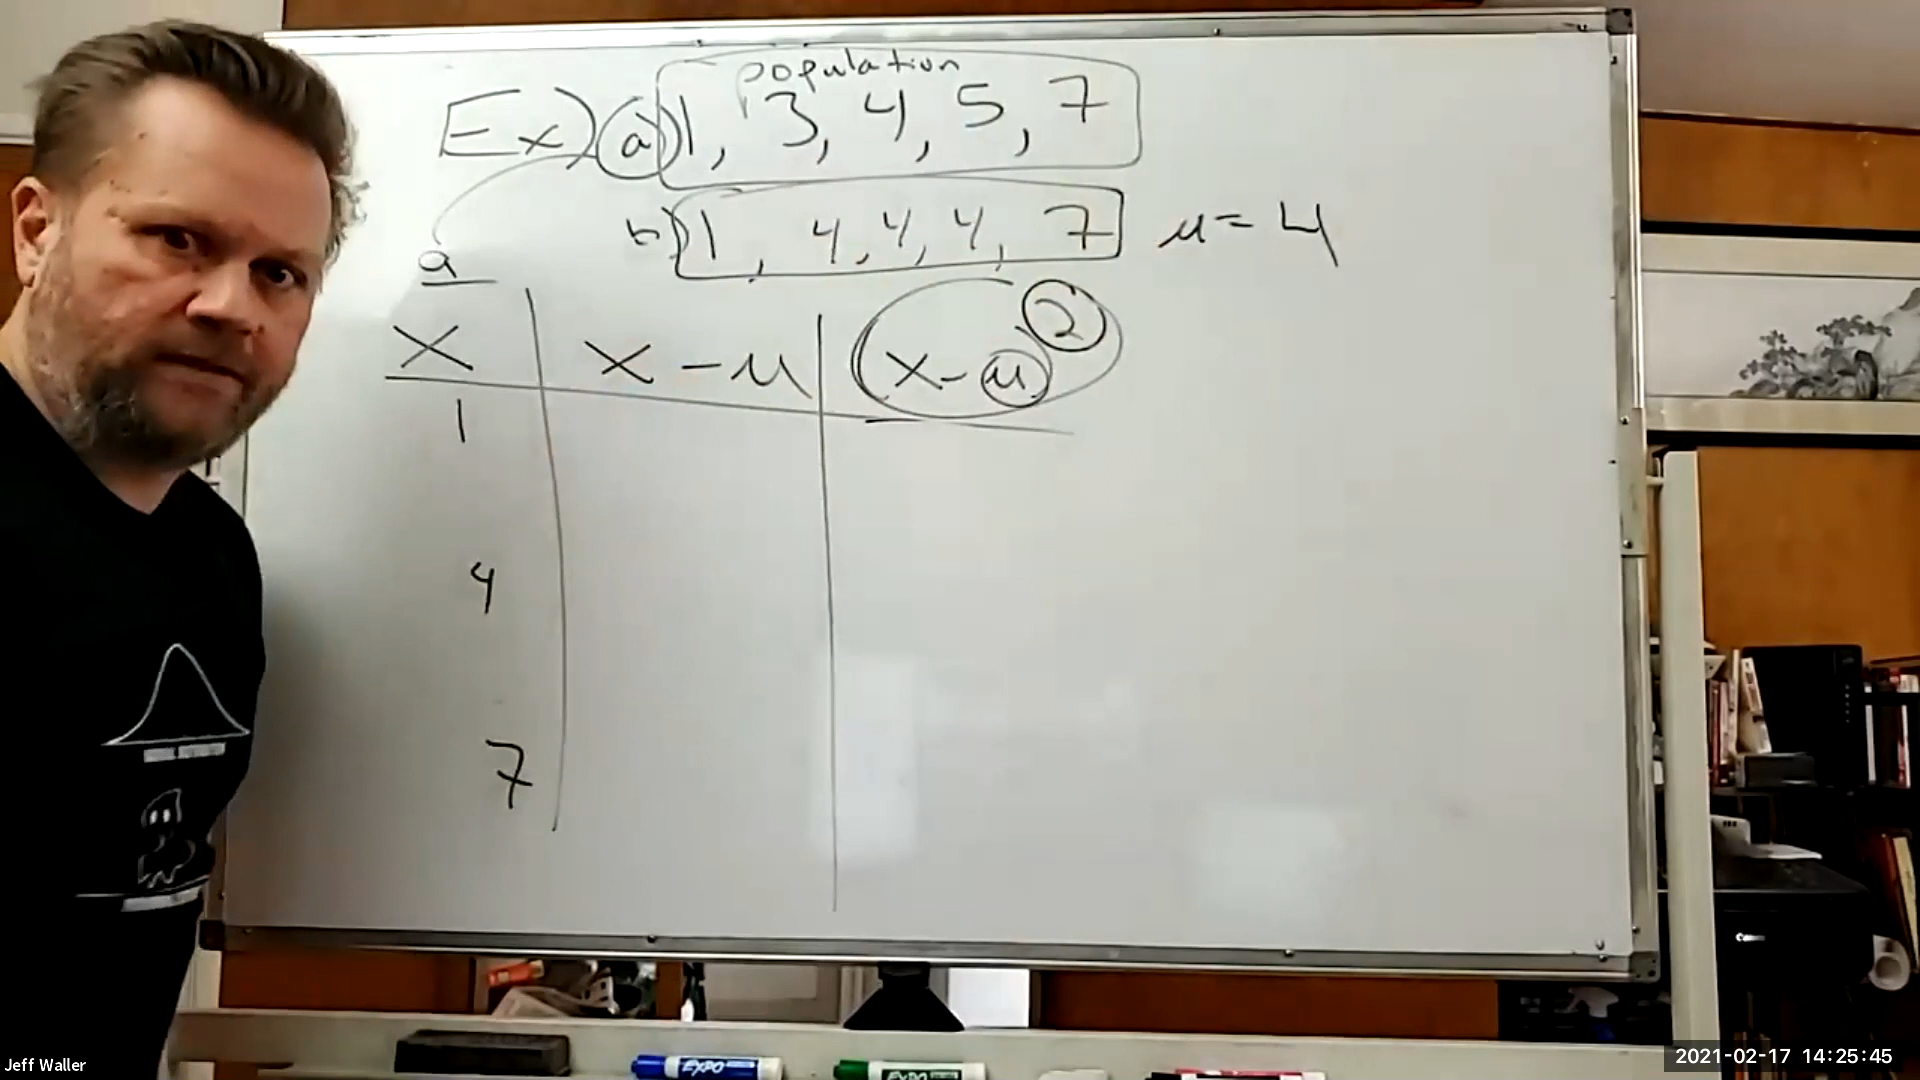 population
Ex) a) 1, 3, 4, 5, 7
b) 1, 4, 4, 4, 7 μ = 4
a
x x - μ (x - μ)2
1
4
7
EXPO
EXPO
Jeff Waller
2021-02-17 14:25:45